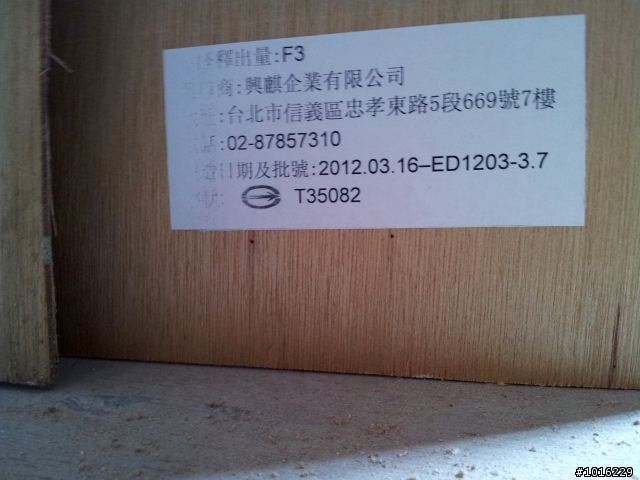 釋出量:F3
商:興麒企業有限公司
:台北市信義區忠孝東路5段669號7樓
:02-87857310
日期及批號:2012.03.16–ED1203-3.7
: T35082
#1016229